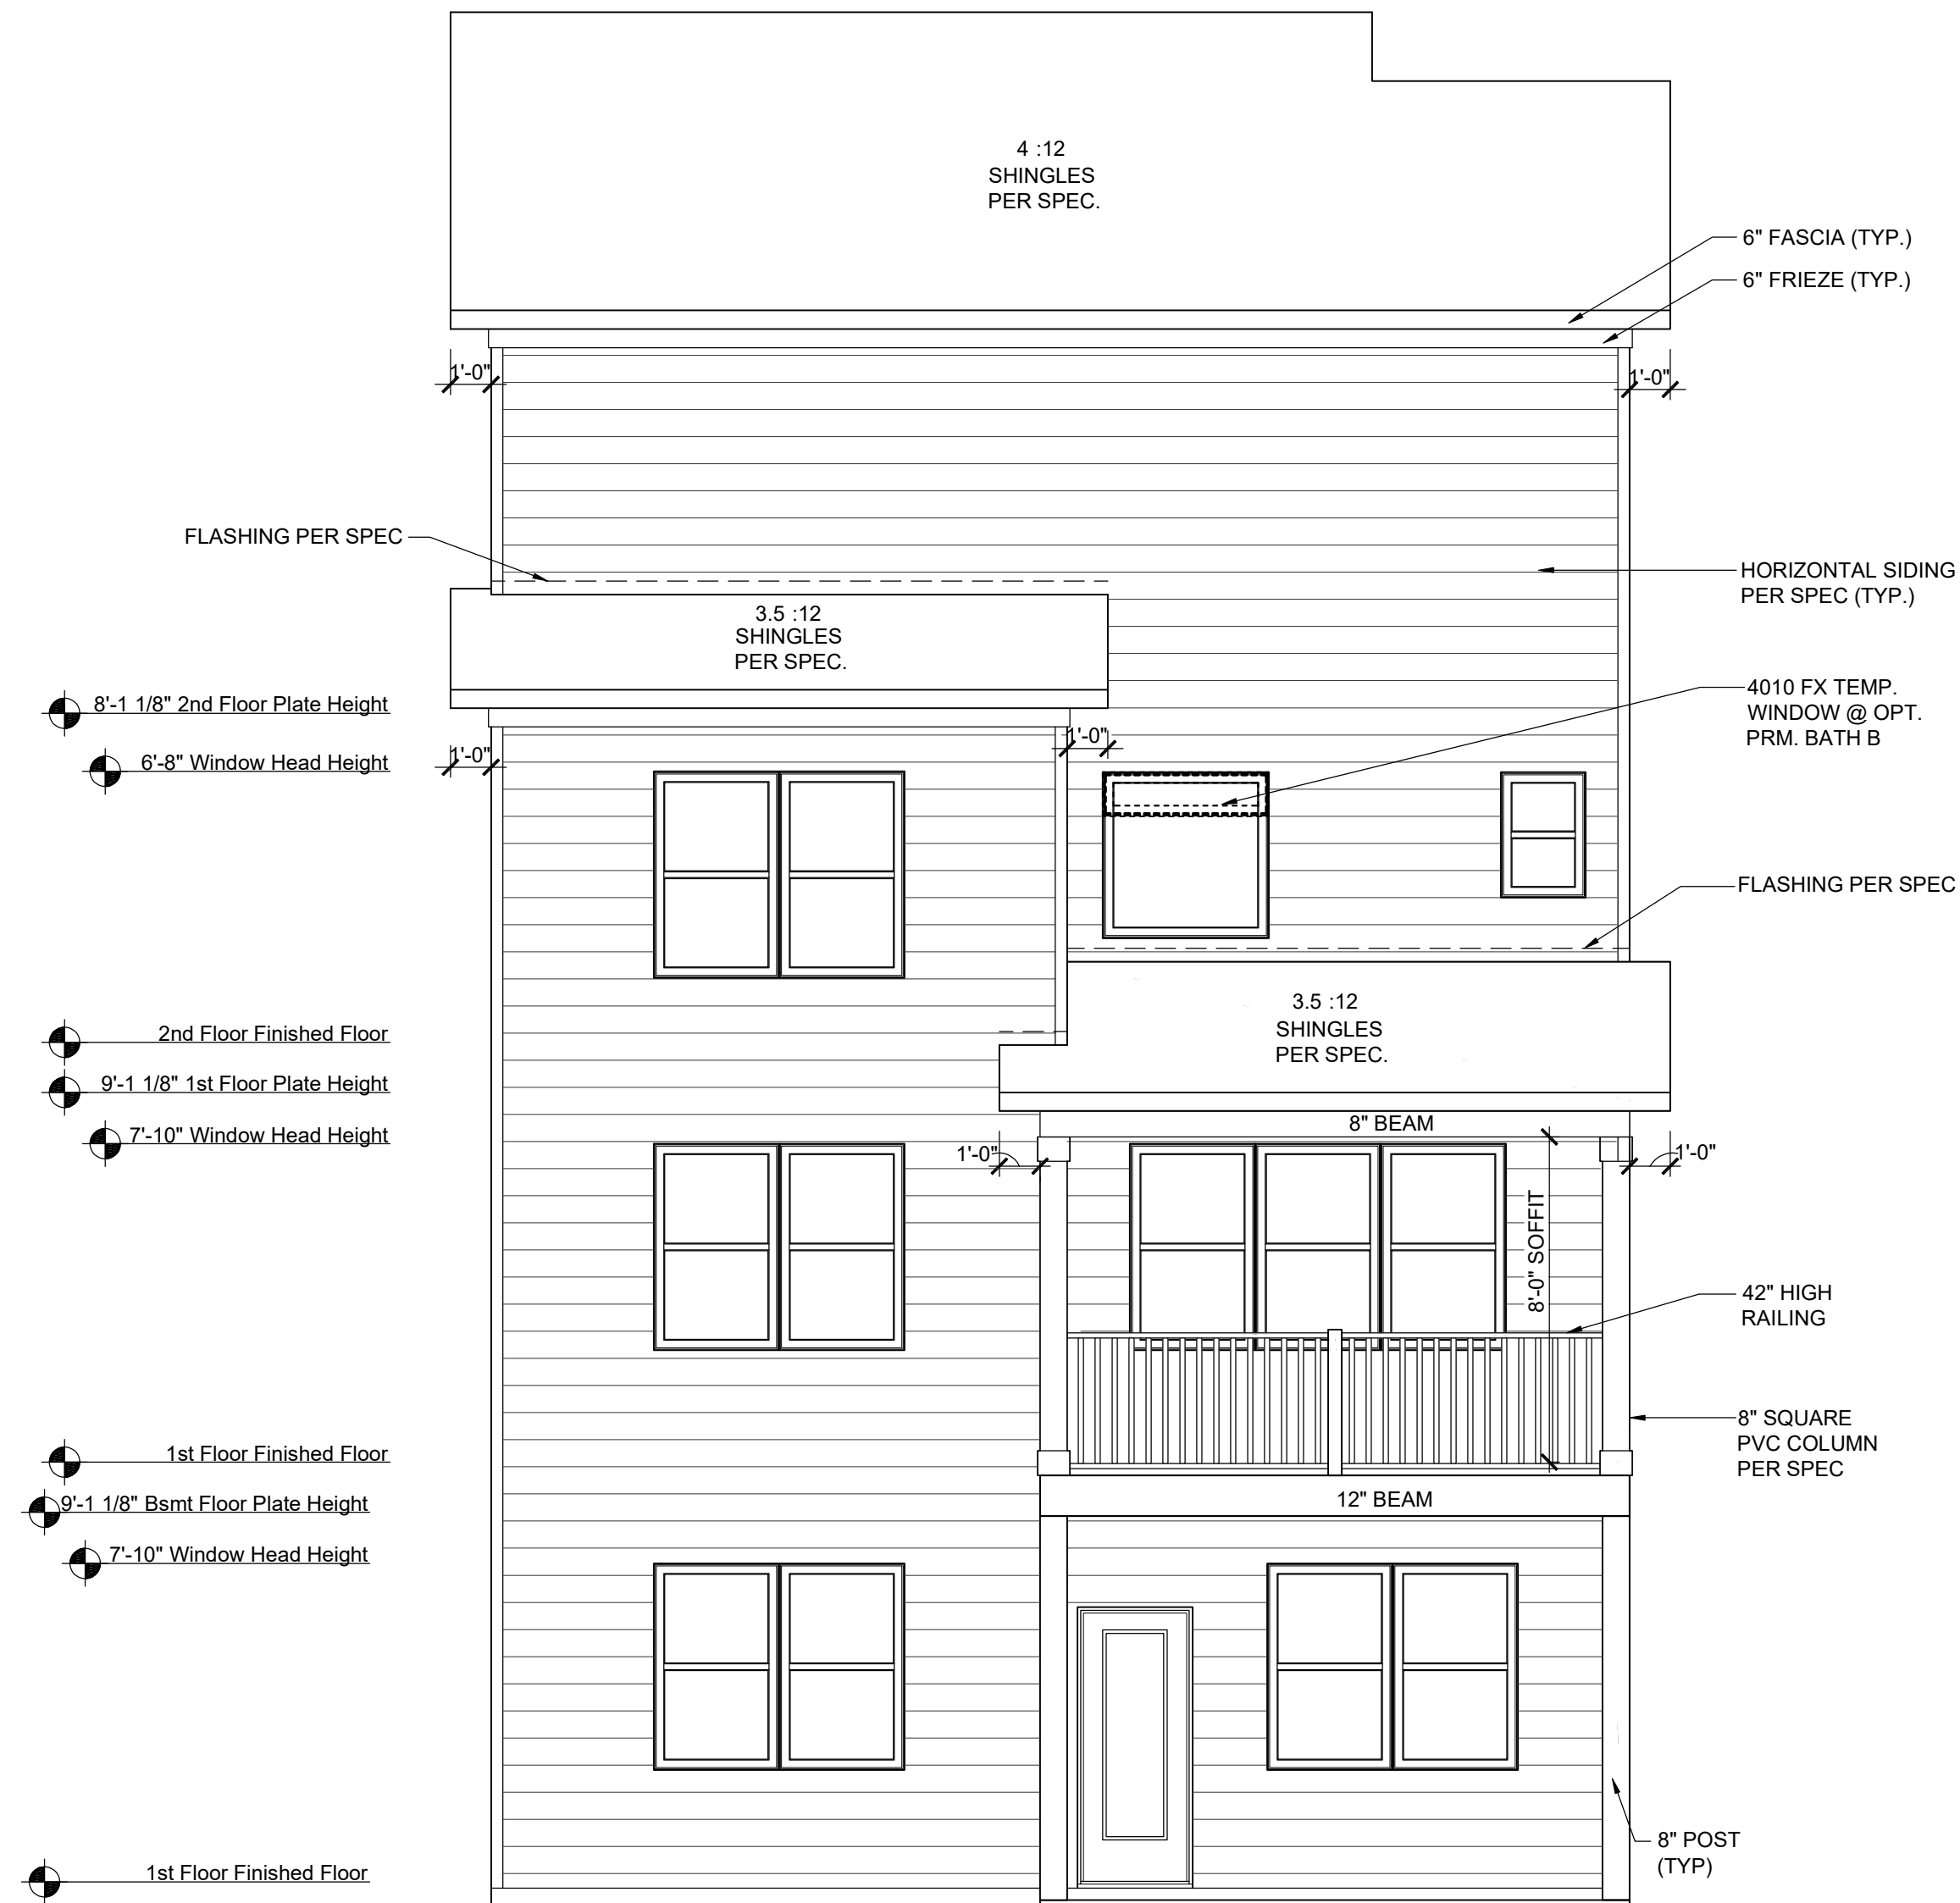 4 :12
SHINGLES
PER SPEC.
6" FASCIA (TYP.)
6" FRIEZE (TYP.)
1'-0"
1'-0"
FLASHING PER SPEC
HORIZONTAL SIDING
PER SPEC (TYP.)
3.5 :12
SHINGLES
PER SPEC.
4010 FX TEMP.
WINDOW @ OPT.
PRM. BATH B
8'-1 1/8" 2nd Floor Plate Height
1'-0"
1'-0"
6'-8" Window Head Height
FLASHING PER SPEC
3.5 :12
SHINGLES
PER SPEC.
2nd Floor Finished Floor
9'-1 1/8" 1st Floor Plate Height
8" BEAM
7'-10" Window Head Height
1'-0"
1'-0"
8'-0" SOFFIT
42" HIGH
RAILING
8" SQUARE
PVC COLUMN
PER SPEC
1st Floor Finished Floor
9'-1 1/8" Bsmt Floor Plate Height
12" BEAM
7'-10" Window Head Height
8" POST
(TYP)
1st Floor Finished Floor